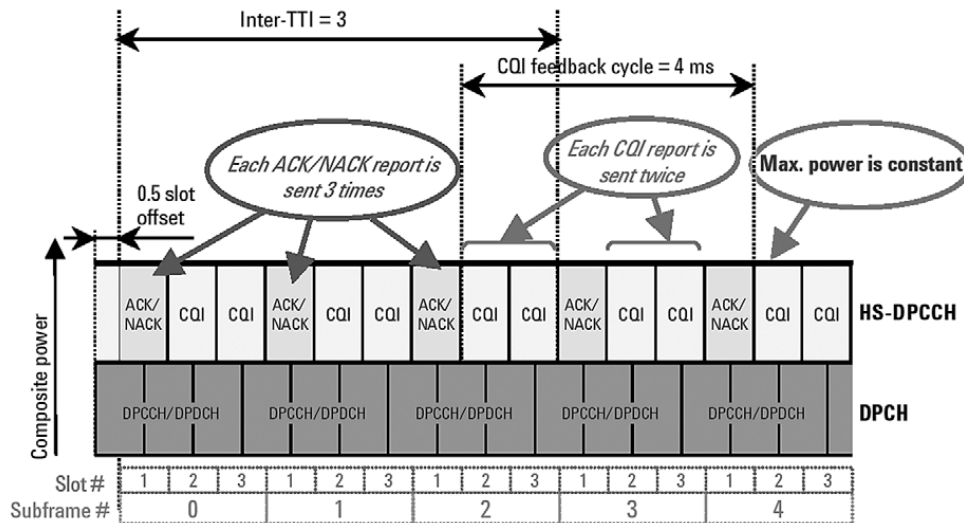 Inter-TTI = 3
CQI feedback cycle = 4 ms
Each ACK/NACK report is
sent 3 times
Each CQI report is
sent twice
Max. power is constant
0.5 slot
offset
Composite power
ACK/
NACK
CQI
CQI
ACK/
NACK
CQI
CQI
ACK/
NACK
CQI
CQI
ACK/
NACK
CQI
CQI
ACK/
NACK
CQI
CQI
HS-DPCCH
DPCCH/DPDCH
DPCCH/DPDCH
DPCCH/DPDCH
DPCCH/DPDCH
DPCCH/DPDCH
DPCH
Slot # 1 2 3 1 2 3 1 2 3 1 2 3 1 2 3
Subframe # 0 1 2 3 4